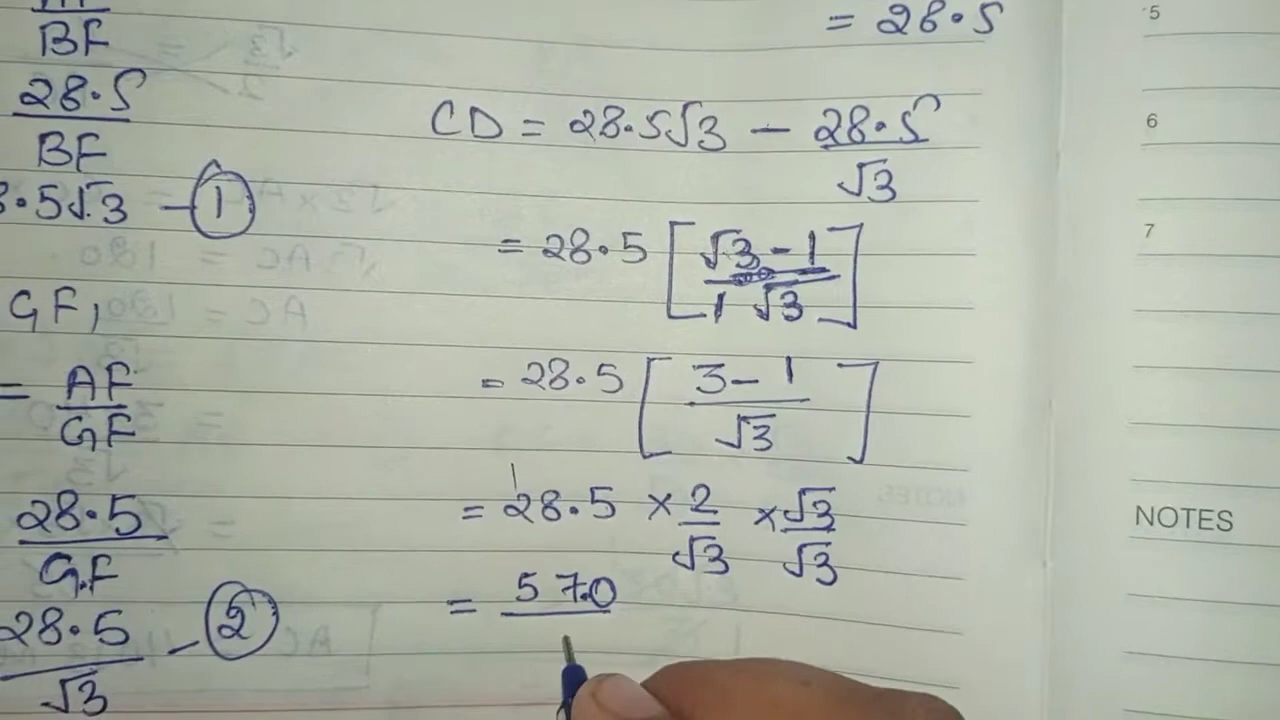 BF
28.5
BF
.5√3 — 1
GF,
= AF
GF
28.5
G.F
28.5 — 2
√3
= 28.5
CD = 28.5√3 — 28.5
√3
= 28.5 [ √3 - 1
1 √3 ]
= 28.5 [ 3 - 1
√3 ]
1
= 28.5 × 2 × √3
√3 √3
= 57.0
5
6
7
NOTES